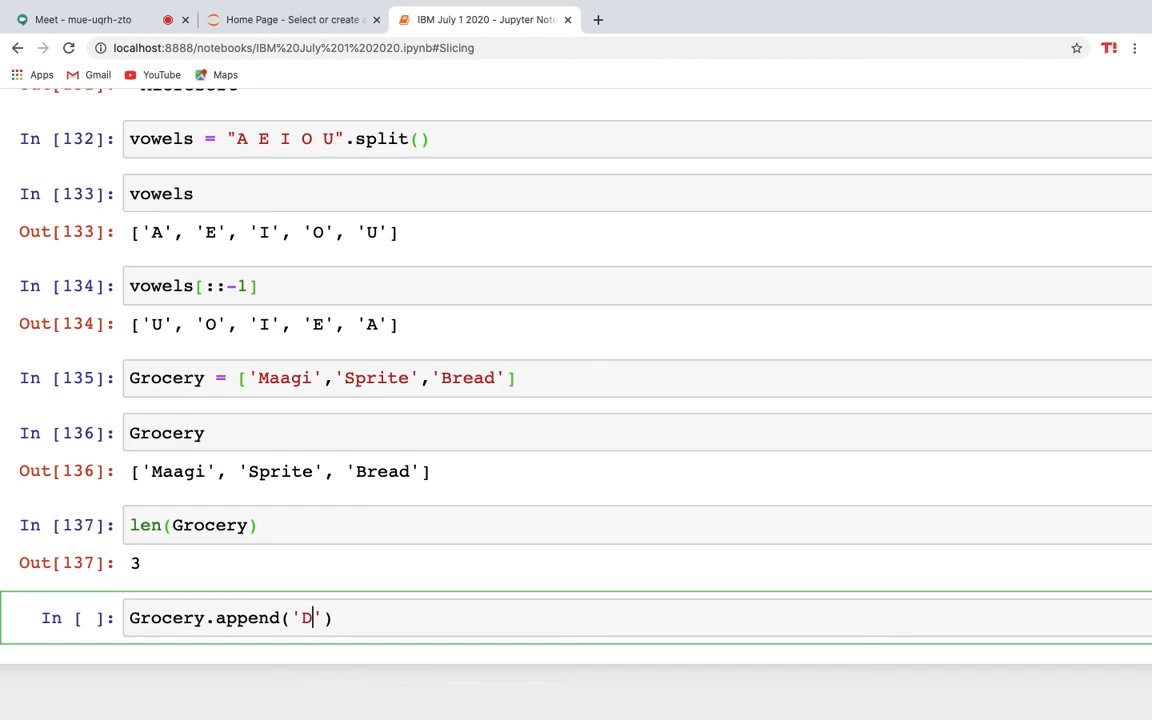 Meet - mue-uqrh-zto
Home Page - Select or create a
IBM July 1 2020 - Jupyter Note
localhost:8888/notebooks/IBM%20July%201%202020.ipynb#Slicing
T!
Apps Gmail YouTube Maps
In [132]: vowels = "A E I O U".split()
In [133]: vowels
Out[133]: ['A', 'E', 'I', 'O', 'U']
In [134]: vowels[::-1]
Out[134]: ['U', 'O', 'I', 'E', 'A']
In [135]: Grocery = ['Maagi','Sprite','Bread']
In [136]: Grocery
Out[136]: ['Maagi', 'Sprite', 'Bread']
In [137]: len(Grocery)
Out[137]: 3
In [ ]: Grocery.append('D')